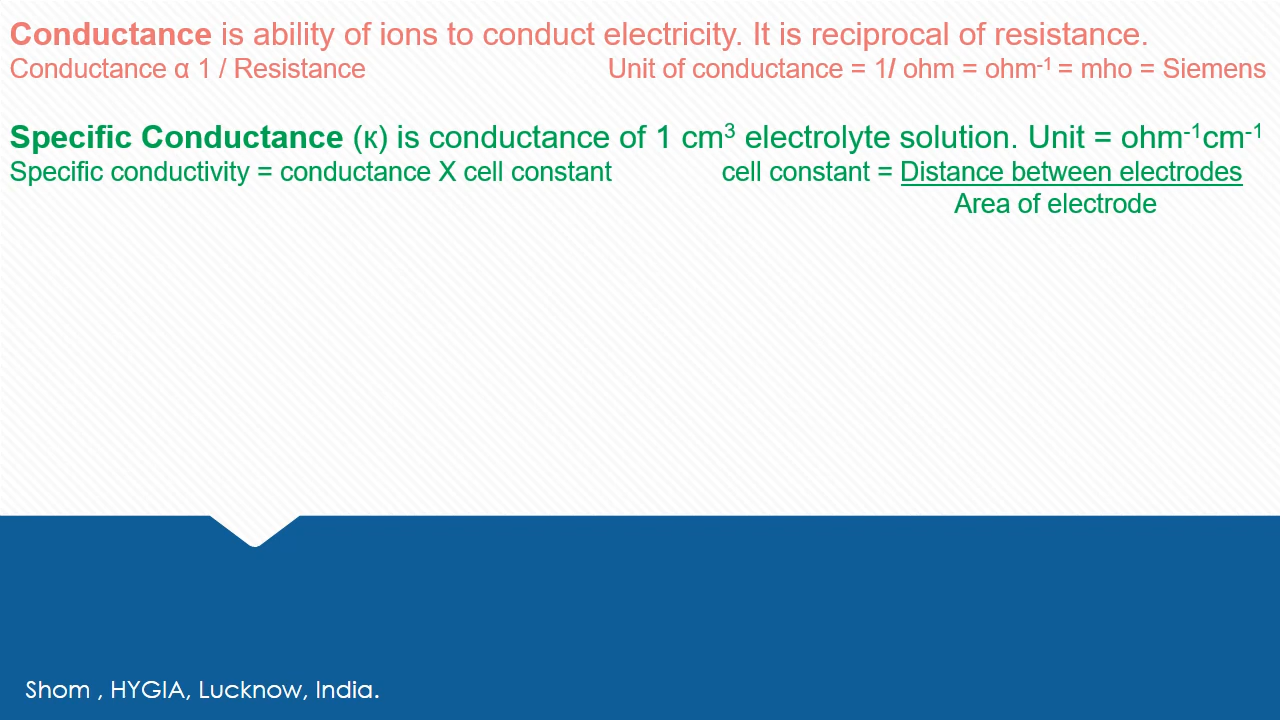 Conductance is ability of ions to conduct electricity. It is reciprocal of resistance.
Conductance α 1 / Resistance Unit of conductance = 1/ ohm = ohm⁻¹ = mho = Siemens
Specific Conductance (κ) is conductance of 1 cm³ electrolyte solution. Unit = ohm⁻¹cm⁻¹
Specific conductivity = conductance X cell constant cell constant = Distance between electrodes
Area of electrode
Shom , HYGIA, Lucknow, India.